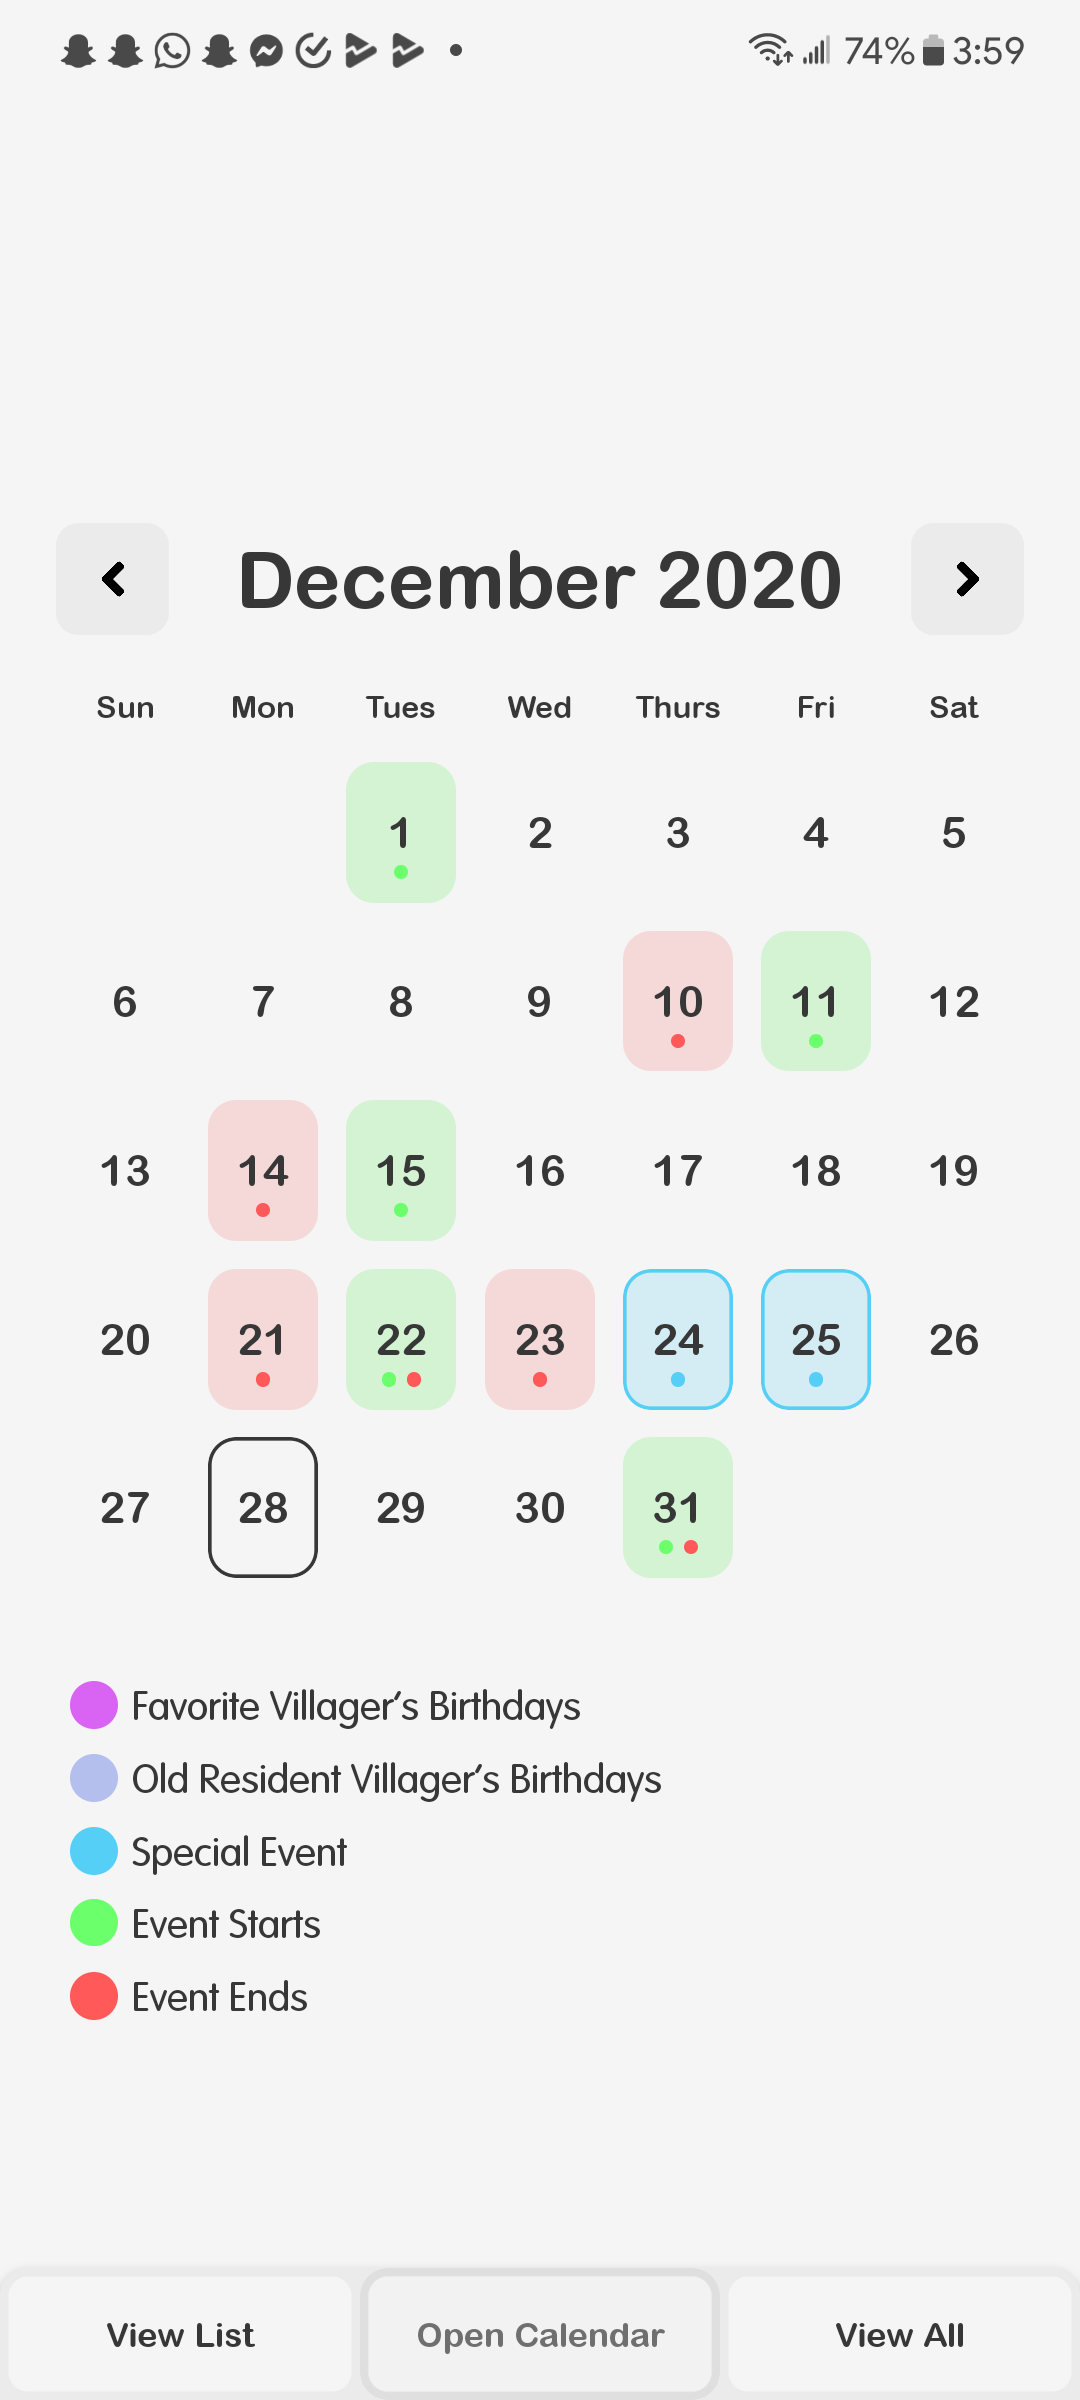 74% 3:59
December 2020
Sun Mon Tues Wed Thurs Fri Sat
1 2 3 4 5
6 7 8 9 10 11 12
13 14 15 16 17 18 19
20 21 22 23 24 25 26
27 28 29 30 31
Favorite Villager's Birthdays
Old Resident Villager's Birthdays
Special Event
Event Starts
Event Ends
View List Open Calendar View All